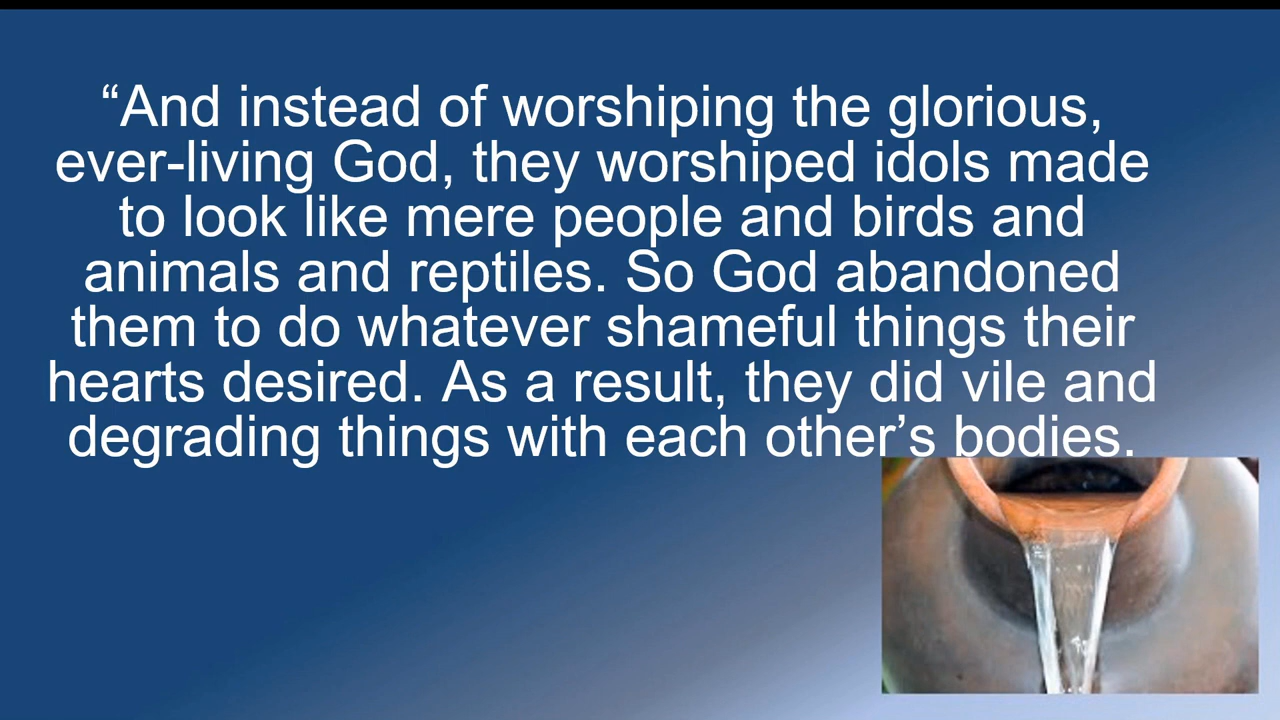 “And instead of worshiping the glorious,
ever-living God, they worshiped idols made
to look like mere people and birds and
animals and reptiles. So God abandoned
them to do whatever shameful things their
hearts desired. As a result, they did vile and
degrading things with each other’s bodies.